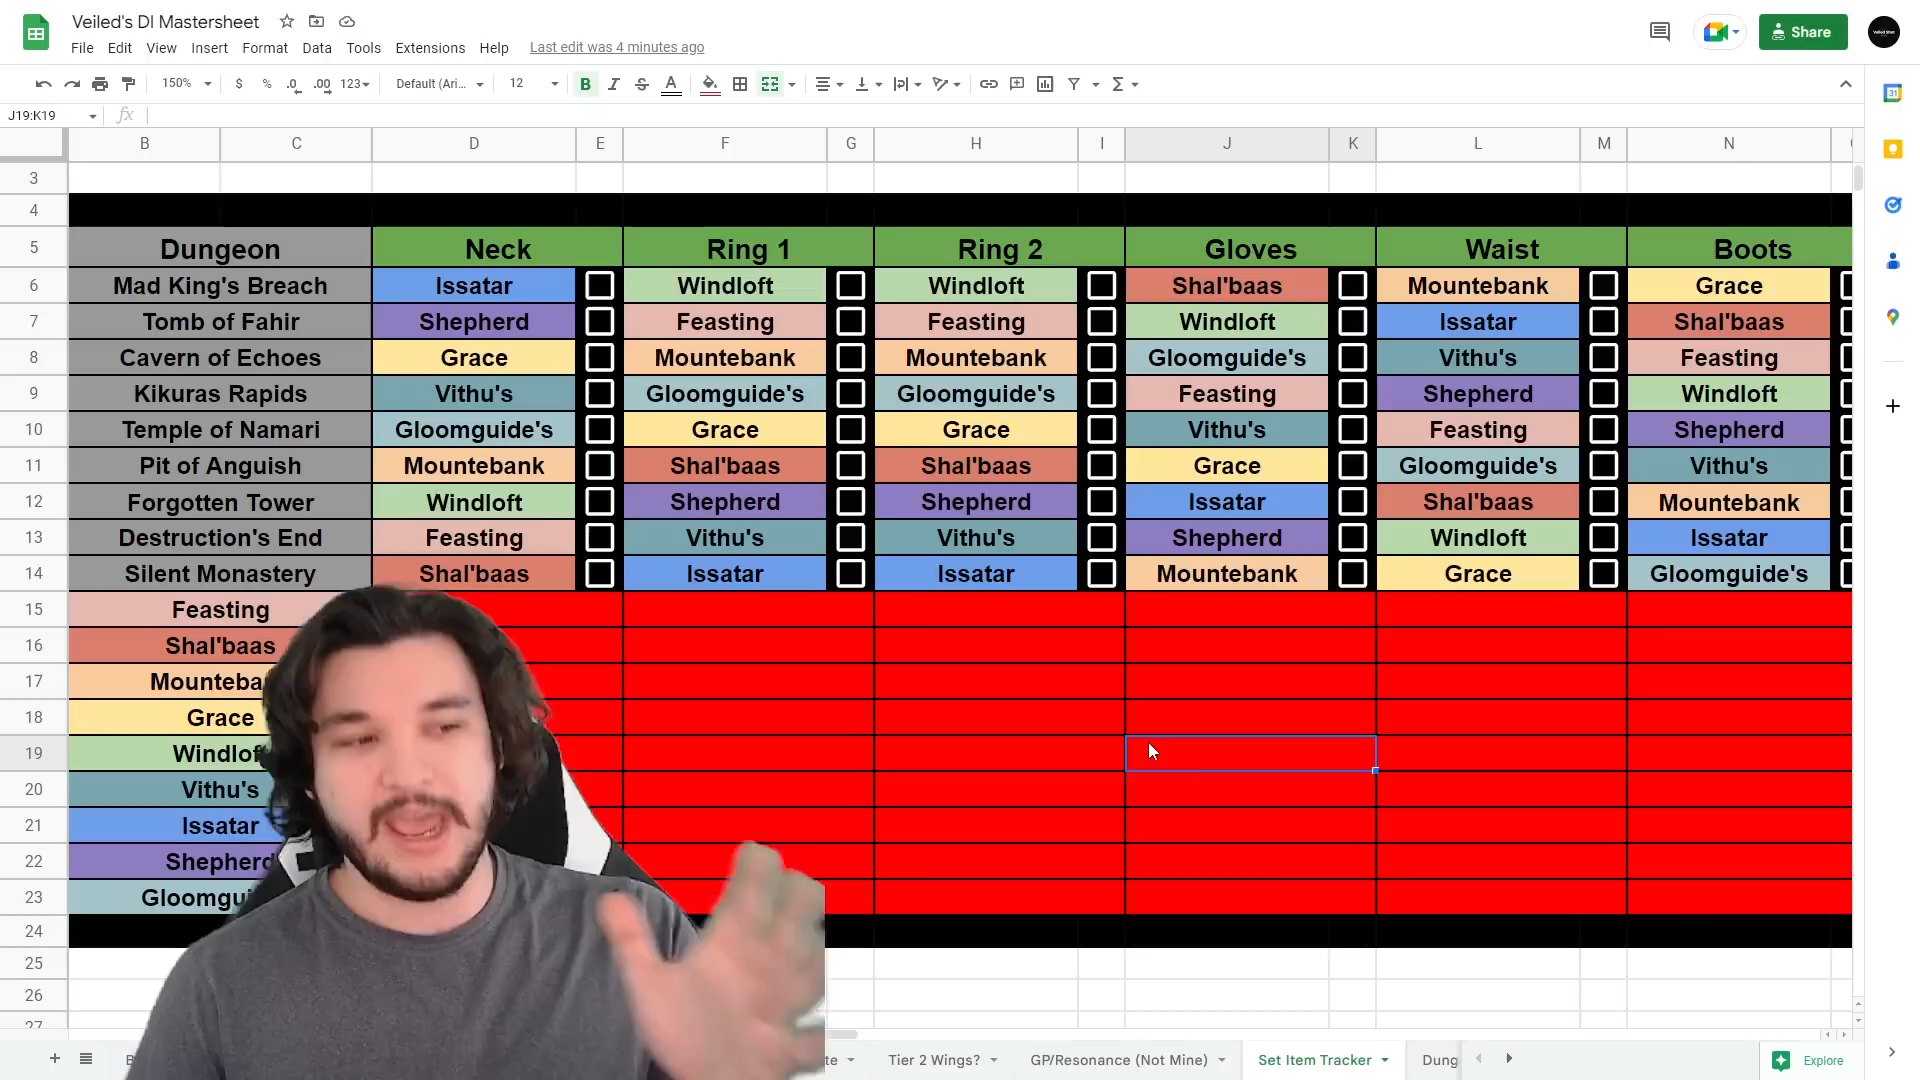 Veiled's DI Mastersheet
File Edit View Insert Format Data Tools Extensions Help Last edit was 4 minutes ago
Share
150% $ % .0 .00 123 Default (Ari... 12 B I S A
J19:K19 fx
B C D E F G H I J K L M N
3
4
5 Dungeon Neck Ring 1 Ring 2 Gloves Waist Boots
6 Mad King's Breach Issatar Windloft Windloft Shal'baas Mountebank Grace
7 Tomb of Fahir Shepherd Feasting Feasting Windloft Issatar Shal'baas
8 Cavern of Echoes Grace Mountebank Mountebank Gloomguide's Vithu's Feasting
9 Kikuras Rapids Vithu's Gloomguide's Gloomguide's Feasting Shepherd Windloft
10 Temple of Namari Gloomguide's Grace Grace Vithu's Feasting Shepherd
11 Pit of Anguish Mountebank Shal'baas Shal'baas Grace Gloomguide's Vithu's
12 Forgotten Tower Windloft Shepherd Shepherd Issatar Shal'baas Mountebank
13 Destruction's End Feasting Vithu's Vithu's Shepherd Windloft Issatar
14 Silent Monastery Shal'baas Issatar Issatar Mountebank Grace Gloomguide's
15 Feasting
16 Shal'baas
17 Mounteba
18 Grace
19 Windlof
20 Vithu's
21 Issatar
22 Shepherd
23 Gloomgui
24
25
26
27
te Tier 2 Wings? GP/Resonance (Not Mine) Set Item Tracker Dung Explore